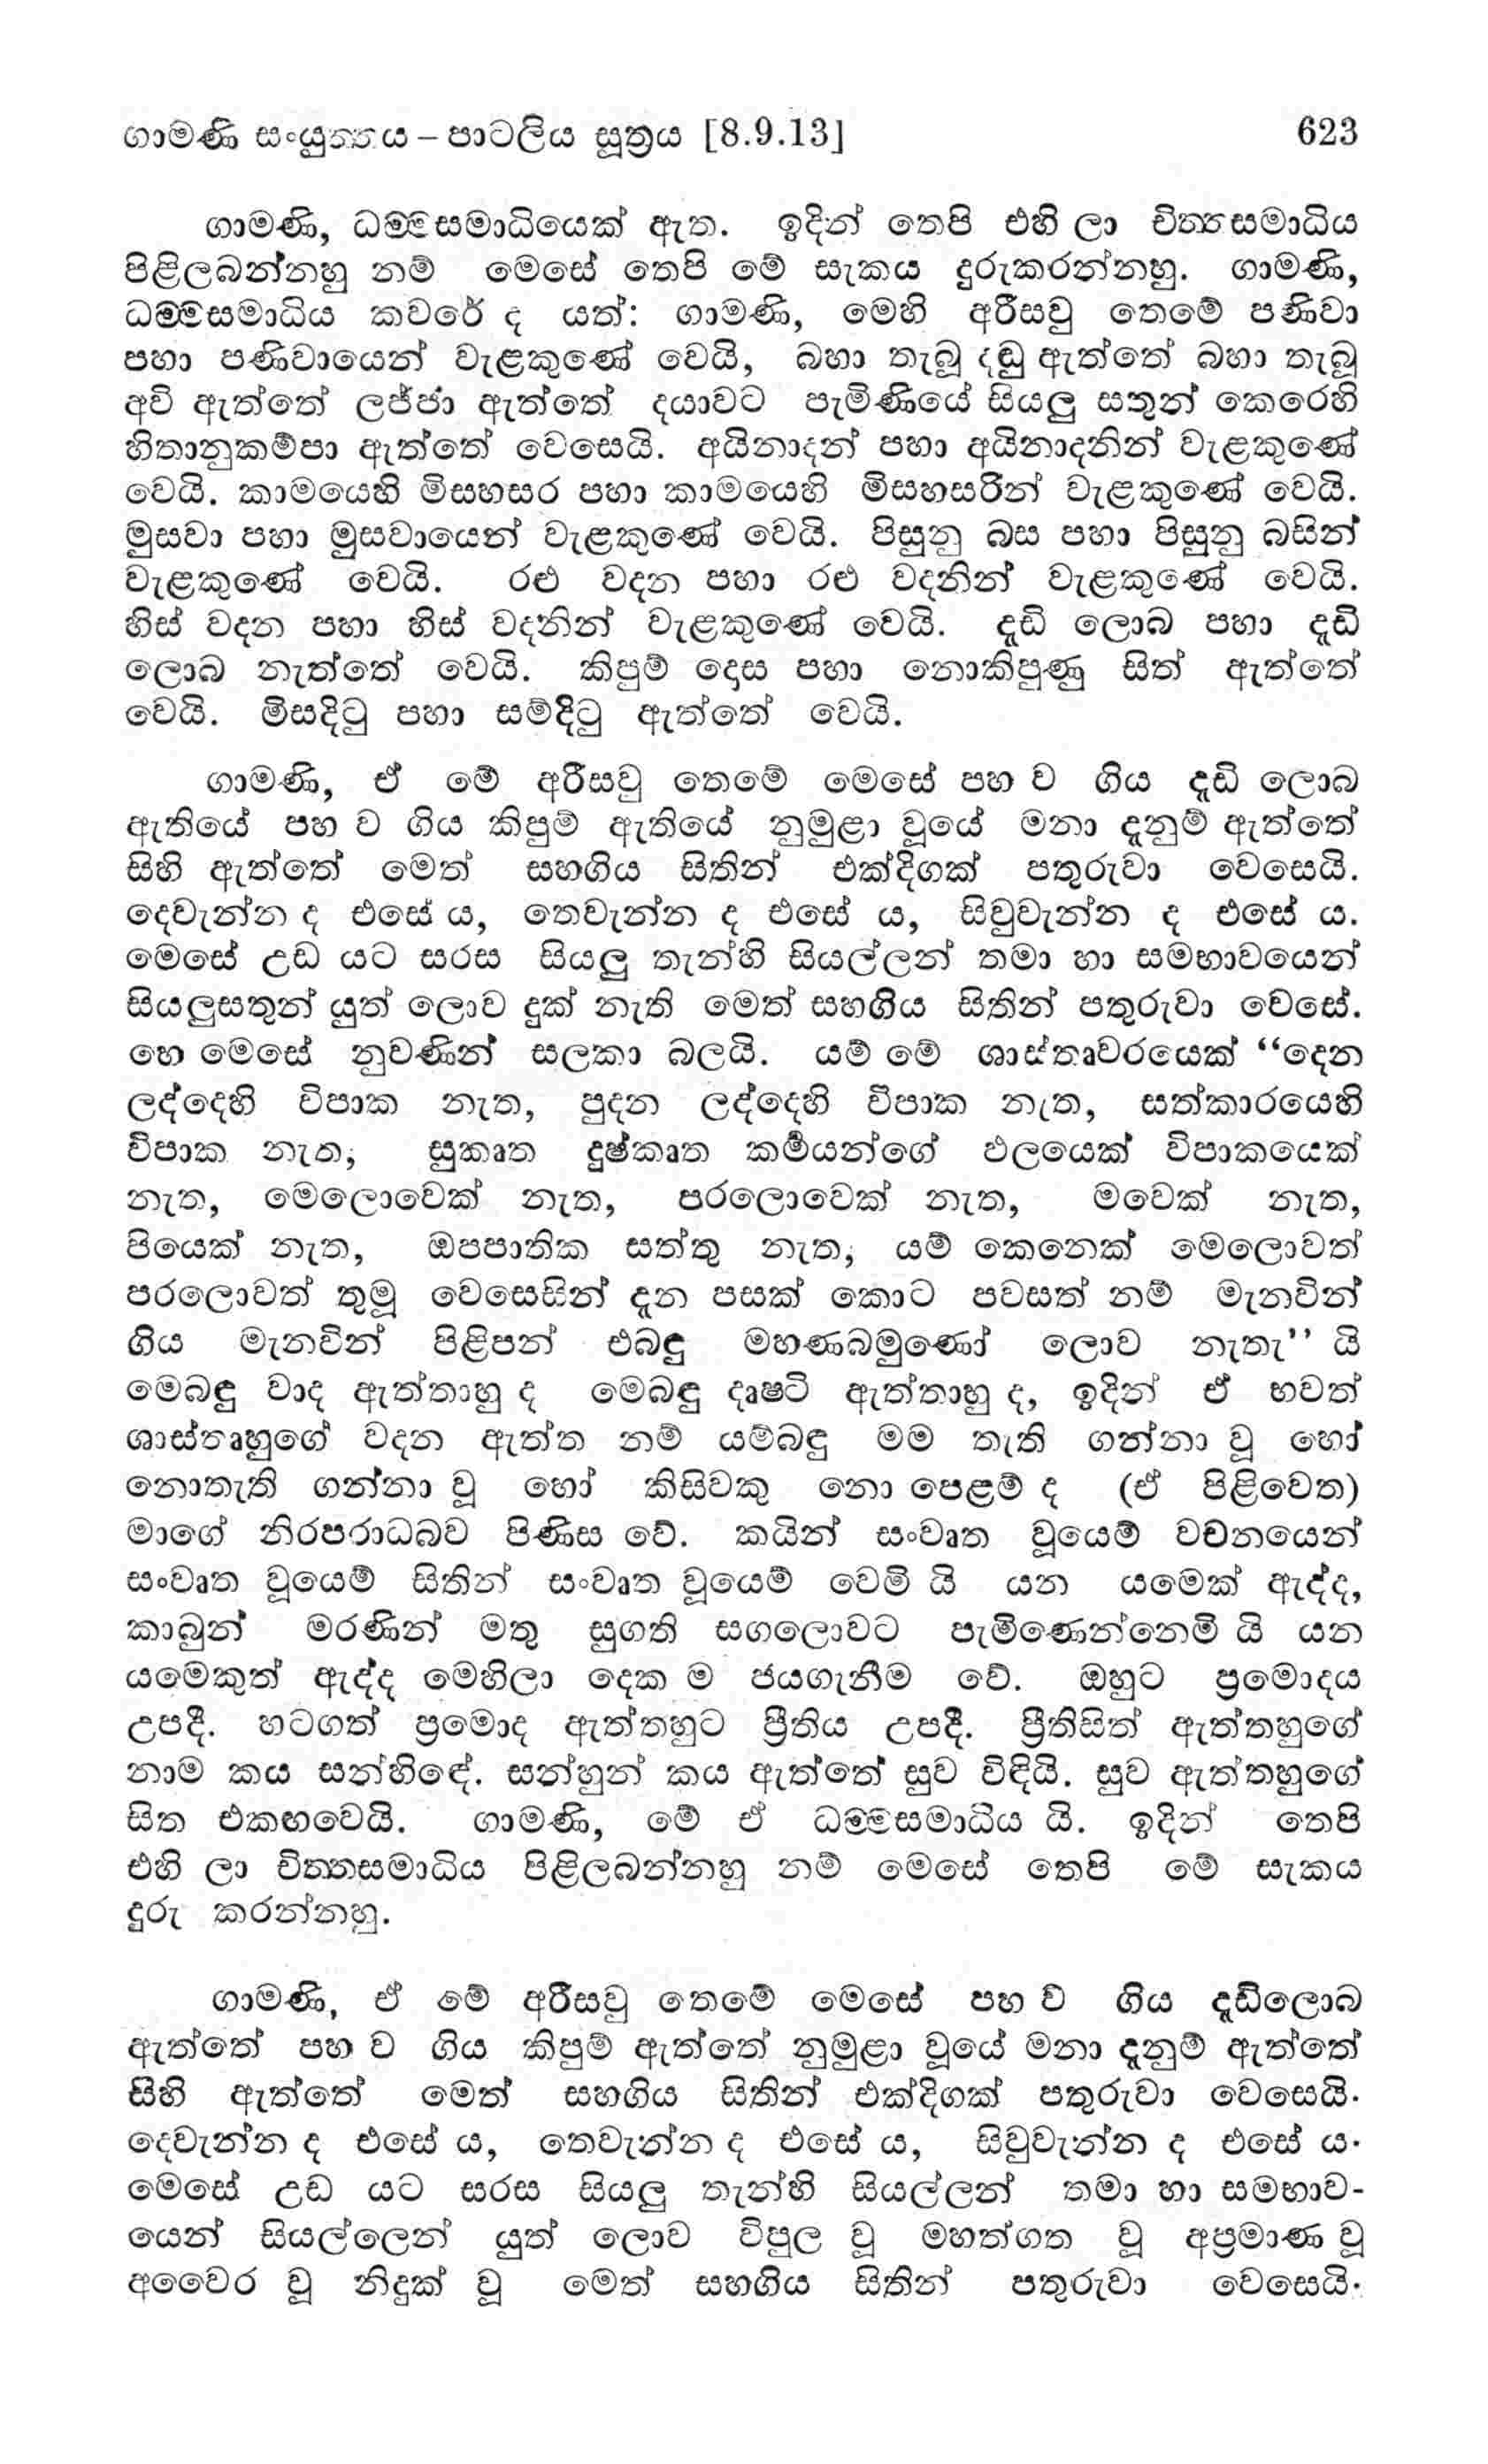 ගාමණි සංයුත්තය – පාටලිය සූත්‍රය [8.9.13] 623
ගාමණි, ධම්මසමාධියෙක් ඇත. ඉදින් තෙපි එහි ලා චිත්තසමාධිය
පිළිලබන්නහු නම් මෙසේ තෙපි මේ සැකය දුරුකරන්නහු. ගාමණි,
ධම්මසමාධිය කවරේ ද යත්: ගාමණි, මෙහි අරීසවු තෙමේ පණිවා
පහා පණිවායෙන් වැළකුණේ වෙයි, බහා තැබූ දඬු ඇත්තේ බහා තැබූ
අවි ඇත්තේ ලජ්ජා ඇත්තේ දයාවට පැමිණියේ සියලු සතුන් කෙරෙහි
හිතානුකම්පා ඇත්තේ වෙසෙයි. අයිනාදන් පහා අයිනාදනින් වැළකුණේ
වෙයි. කාමයෙහි මිසහසර පහා කාමයෙහි මිසහසරින් වැළකුණේ වෙයි.
මුසවා පහා මුසවායෙන් වැළකුණේ වෙයි. පිසුනු බස පහා පිසුනු බසින්
වැළකුණේ වෙයි. රළු වදන පහා රළු වදනින් වැළකුණේ වෙයි.
හිස් වදන පහා හිස් වදනින් වැළකුණේ වෙයි. දැඩි ලොබ පහා දැඩි
ලොබ නැත්තේ වෙයි. කිපුම් දොස පහා නොකිපුණු සිත් ඇත්තේ
වෙයි. මිසදිටු පහා සම්දිටු ඇත්තේ වෙයි.
ගාමණි, ඒ මේ අරීසවු තෙමේ මෙසේ පහ ව ගිය දැඩි ලොබ
ඇතියේ පහ ව ගිය කිපුම් ඇතියේ නුමුළා වූයේ මනා දැනුම් ඇත්තේ
සිහි ඇත්තේ මෙත් සහගිය සිතින් එක්දිගක් පතුරුවා වෙසෙයි.
දෙවැන්න ද එසේ ය, තෙවැන්න ද එසේ ය, සිවුවැන්න ද එසේ ය.
මෙසේ උඩ යට සරස සියලු තැන්හි සියල්ලන් තමා හා සමභාවයෙන්
සියලුසතුන් යුත් ලොව දුක් නැති මෙත් සහගිය සිතින් පතුරුවා වෙසේ.
හෙ මෙසේ නුවණින් සලකා බලයි. යම් මේ ශාස්තෘවරයෙක් “දෙන
ලද්දෙහි විපාක නැත, පුදන ලද්දෙහි විපාක නැත, සත්කාරයෙහි
විපාක නැත, සුකෘත දුෂ්කෘත කර්‍මයන්ගේ ඵලයෙක් විපාකයෙක්
නැත, මෙලොවෙක් නැත, පරලොවෙක් නැත, මවෙක් නැත,
පියෙක් නැත, ඔපපාතික සත්තු නැත, යම් කෙනෙක් මෙලොවත්
පරලොවත් තුමූ වෙසෙසින් දැන පසක් කොට පවසත් නම් මැනවින්
ගිය මැනවින් පිළිපන් එබඳු මහණබමුණෝ ලොව නැතැ’’ යි
මෙබඳු වාද ඇත්තාහු ද මෙබඳු දෘෂ්ටි ඇත්තාහු ද, ඉදින් ඒ භවත්
ශාස්තෘහුගේ වදන ඇත්ත නම් යම්බඳු මම තැති ගන්නා වූ හෝ
නොතැති ගන්නා වූ හෝ කිසිවකු නො පෙළම් ද (ඒ පිළිවෙත)
මාගේ නිරපරාධබව පිණිස වේ. කයින් සංවෘත වූයෙම් වචනයෙන්
සංවෘත වූයෙම් සිතින් සංවෘත වූයෙම් වෙමි යි යන යමෙක් ඇද්ද,
කාබුන් මරණින් මතු සුගති සගලොවට පැමිණෙන්නෙමි යි යන
යමෙකුත් ඇද්ද මෙහිලා දෙක ම ජයගැනීම වේ. ඔහුට ප්‍රමොදය
උපදී. හටගත් ප්‍රමොද ඇත්තහුට ප්‍රීතිය උපදී. ප්‍රීතිසිත් ඇත්තහුගේ
නාම කය සන්හිඳේ. සන්හුන් කය ඇත්තේ සුව විඳියි. සුව ඇත්තහුගේ
සිත එකඟවෙයි. ගාමණි, මේ ඒ ධම්මසමාධිය යි. ඉදින් තෙපි
එහි ලා චිත්තසමාධිය පිළිලබන්නහු නම් මෙසේ තෙපි මේ සැකය
දුරු කරන්නහු.
ගාමණි, ඒ මේ අරීසවු තෙමේ මෙසේ පහ ව ගිය දැඩිලොබ
ඇත්තේ පහ ව ගිය කිපුම් ඇත්තේ නුමුළා වූයේ මනා දැනුම් ඇත්තේ
සිහි ඇත්තේ මෙත් සහගිය සිතින් එක්දිගක් පතුරුවා වෙසෙයි.
දෙවැන්න ද එසේ ය, තෙවැන්න ද එසේ ය, සිවුවැන්න ද එසේ ය.
මෙසේ උඩ යට සරස සියලු තැන්හි සියල්ලන් තමා හා සමභාව-
යෙන් සියල්ලෙන් යුත් ලොව විපුල වූ මහත්ගත වූ අප්‍රමාණ වූ
අවෛර වූ නිදුක් වූ මෙත් සහගිය සිතින් පතුරුවා වෙසෙයි.